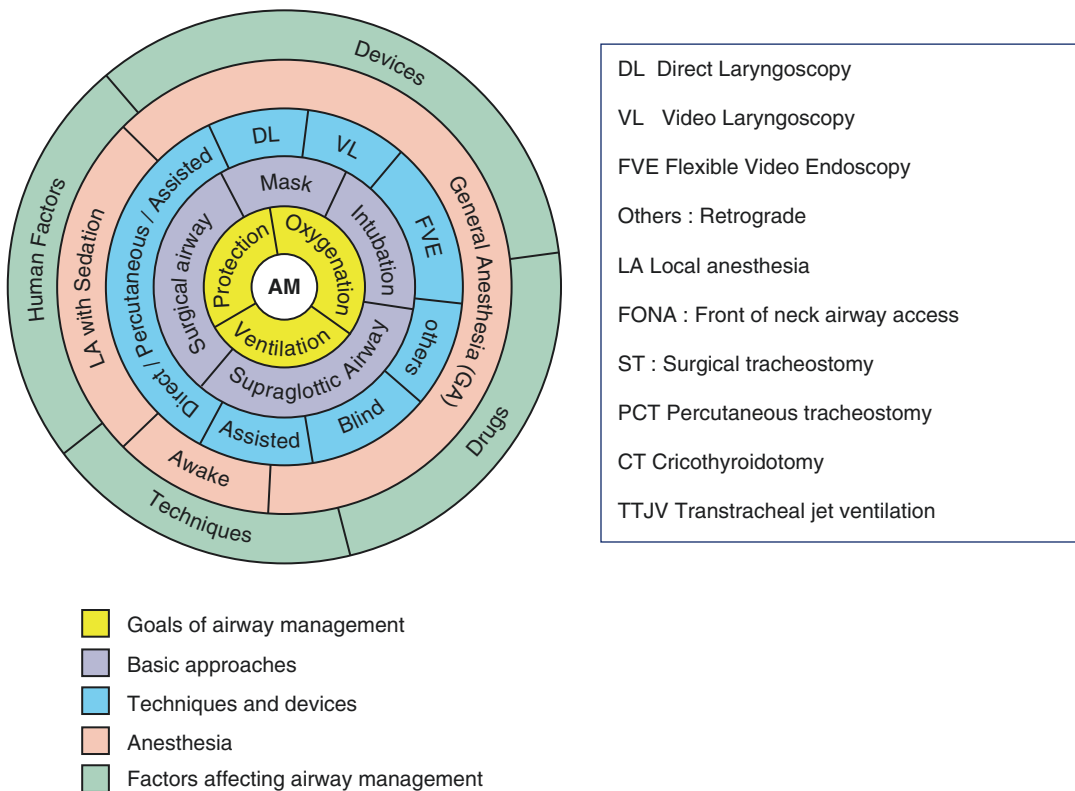 Devices
Human Factors
Drugs
Techniques
General Anesthesia (GA)
LA with Sedation
Awake
DL
VL
FVE
others
Blind
Assisted
Direct / Percutaneous / Assisted
Mask
Intubation
Supraglottic Airway
Surgical airway
Protection
Oxygenation
Ventilation
AM
DL Direct Laryngoscopy
VL Video Laryngoscopy
FVE Flexible Video Endoscopy
Others : Retrograde
LA Local anesthesia
FONA : Front of neck airway access
ST : Surgical tracheostomy
PCT Percutaneous tracheostomy
CT Cricothyroidotomy
TTJV Transtracheal jet ventilation
Goals of airway management
Basic approaches
Techniques and devices
Anesthesia
Factors affecting airway management